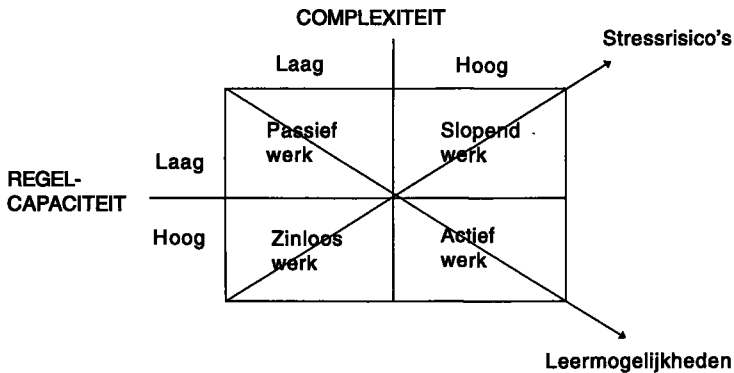 COMPLEXITEIT
Stressrisico's
Laag
Hoog
Passief
werk
Slopend
werk
Laag
REGEL-
CAPACITEIT
Hoog
Zinloos
werk
Actief
werk
Leermogelijkheden